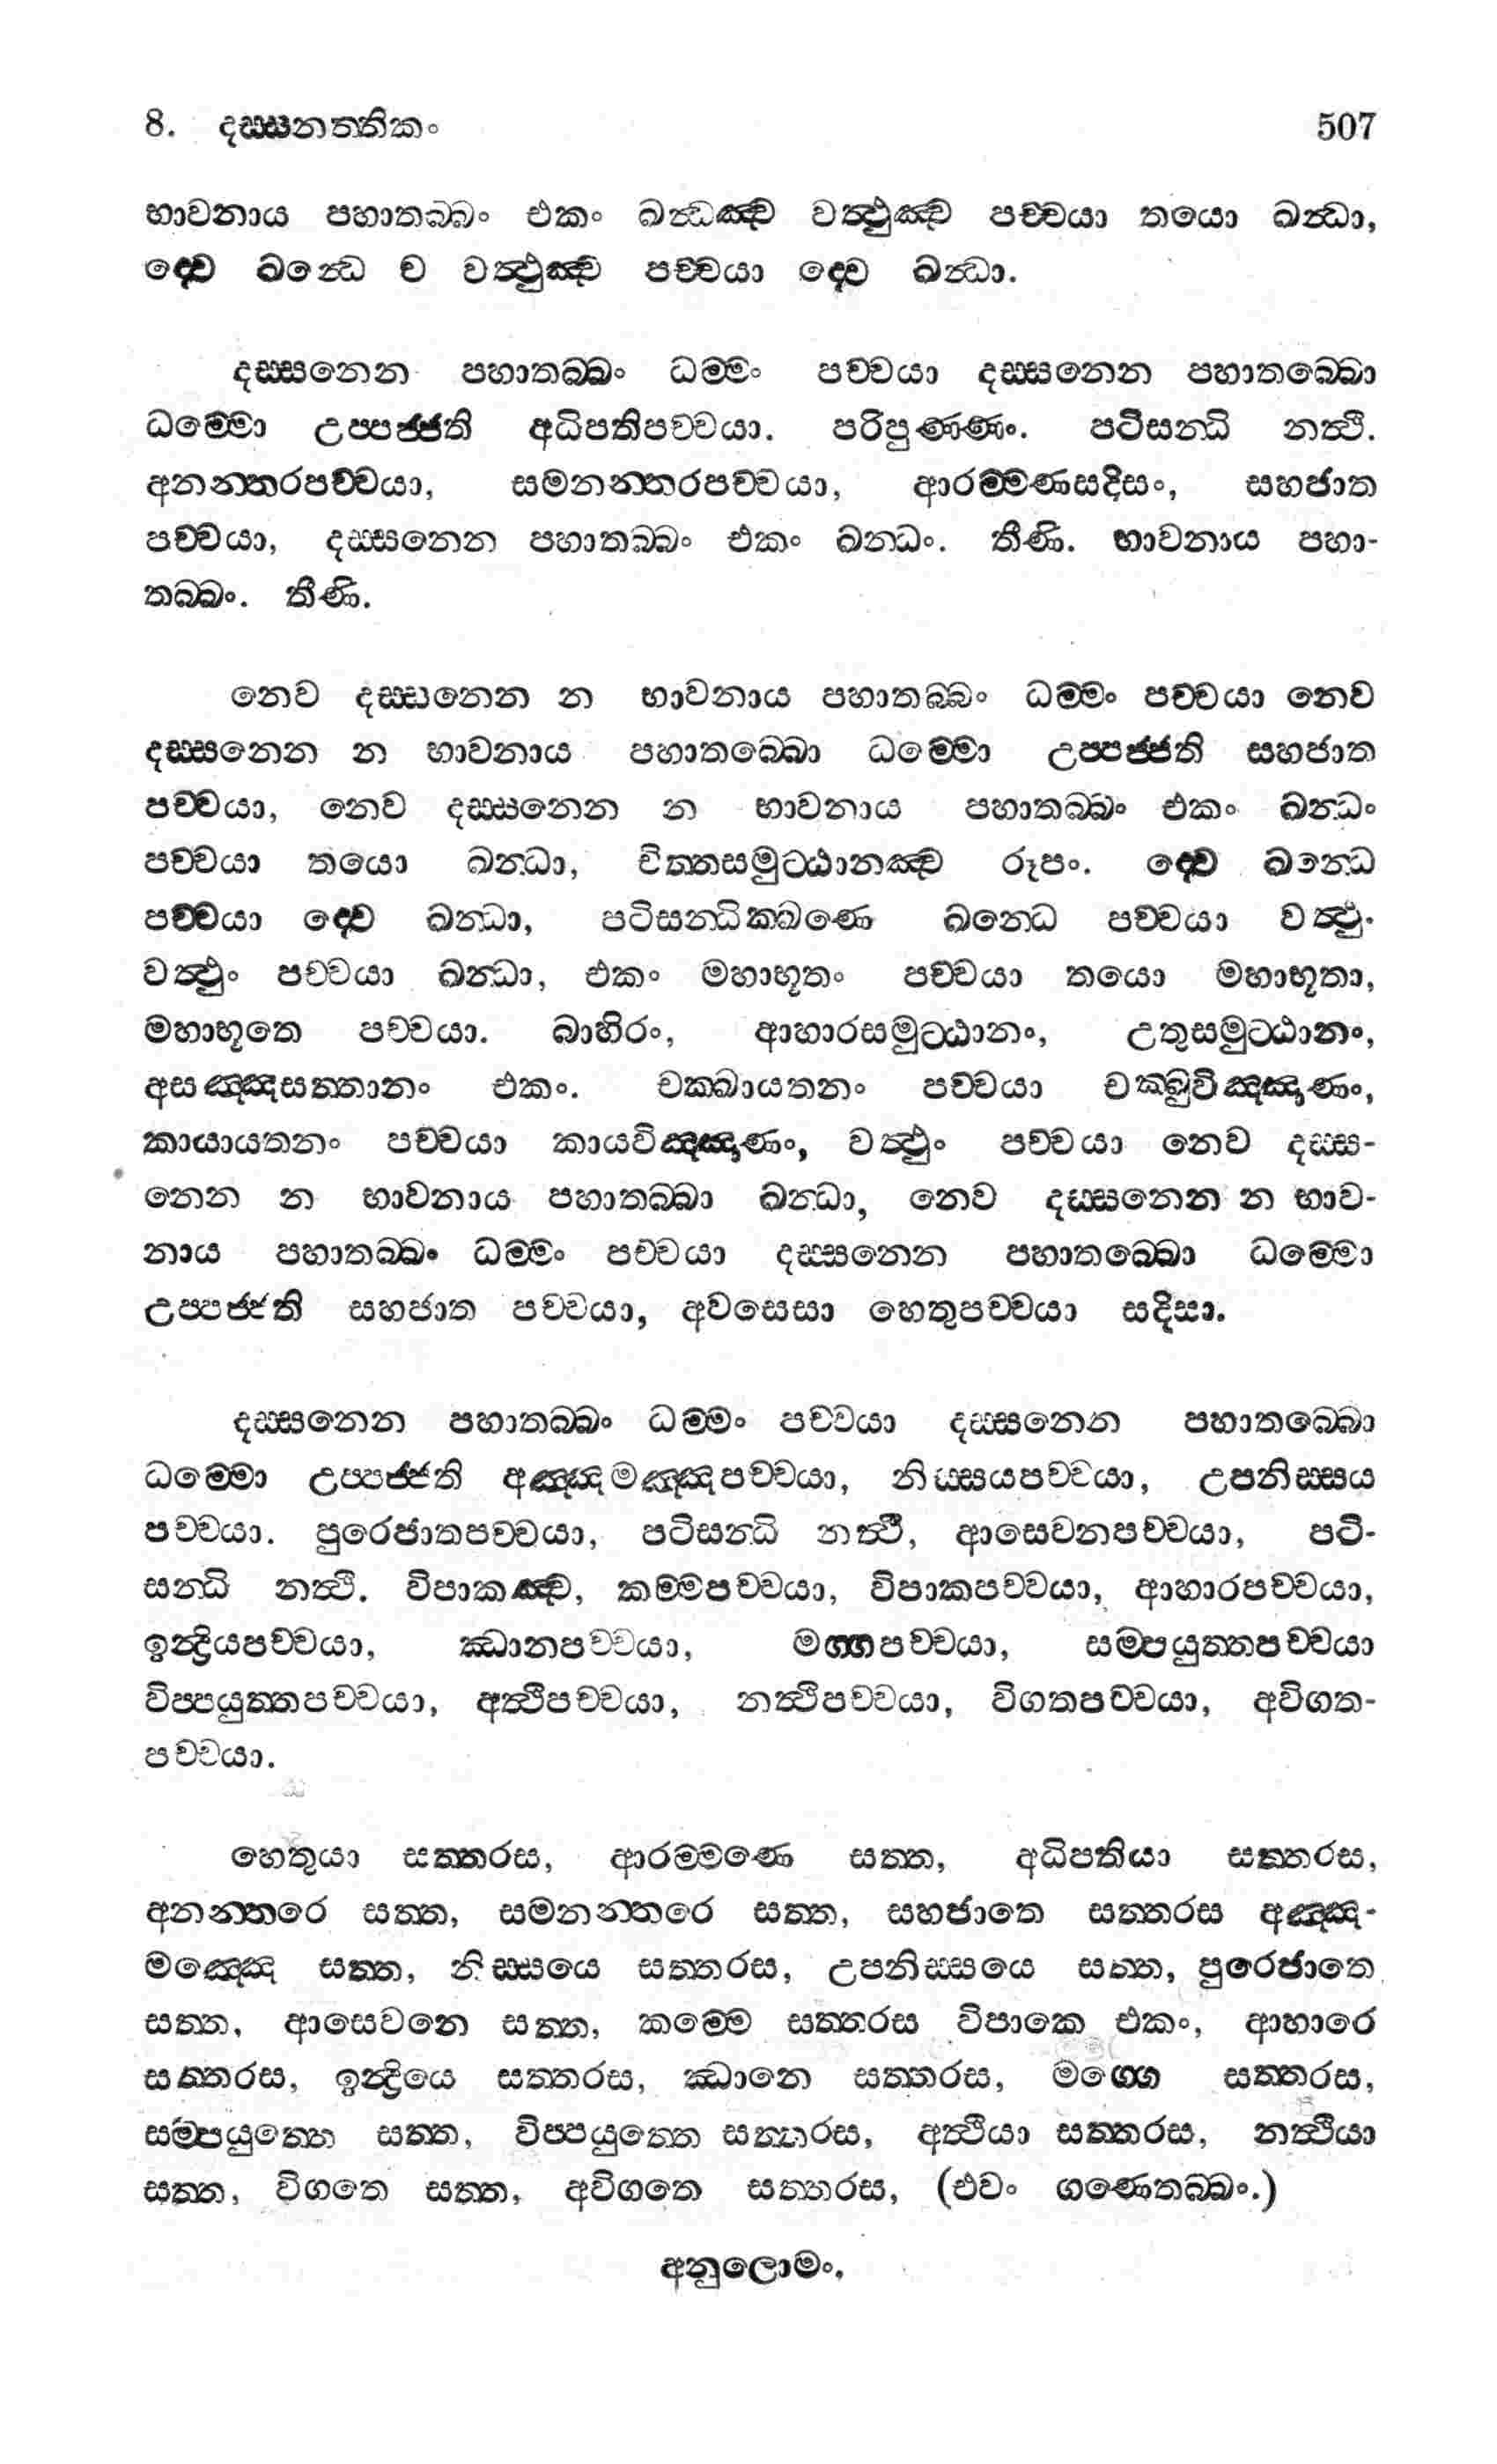 8. දස්සනත්තිකං 507
භාවනාය පහාතබ්බං එකං ඛන්ධඤ්ච වත්ථුඤ්ච පච්චයා තයො ඛන්ධා,
ද්වෙ ඛන්ධෙ ච වත්ථුඤ්ච පච්චයා ද්වෙ ඛන්ධා.
දස්සනෙන පහාතබ්බං ධම්මං පච්චයා දස්සනෙන පහාතබ්බො
ධම්මො උප්පජ්ජති අධිපතිපච්චයා. පරිපුණ්ණං. පටිසන්ධි නත්ථි.
අනන්තරපච්චයා, සමනන්තරපච්චයා, ආරම්මණසදිසං, සහජාත
පච්චයා, දස්සනෙන පහාතබ්බං එකං ඛන්ධං. තීණි. භාවනාය පහා-
තබ්බං. තීණි.
නෙව දස්සනෙන න භාවනාය පහාතබ්බං ධම්මං පච්චයා නෙව
දස්සනෙන න භාවනාය පහාතබ්බො ධම්මො උප්පජ්ජති සහජාත
පච්චයා, නෙව දස්සනෙන න භාවනාය පහාතබ්බං එකං ඛන්ධං
පච්චයා තයො ඛන්ධා, චිත්තසමුට්ඨානඤ්ච රූපං. ද්වෙ ඛන්ධෙ
පච්චයා ද්වෙ ඛන්ධා, පටිසන්ධික්ඛණෙ ඛන්ධෙ පච්චයා වත්ථු.
වත්ථුං පච්චයා ඛන්ධා, එකං මහාභූතං පච්චයා තයො මහාභූතා,
මහාභූතෙ පච්චයා. බාහිරං, ආහාරසමුට්ඨානං, උතුසමුට්ඨානං,
අසඤ්ඤසත්තානං එකං. චක්ඛායතනං පච්චයා චක්ඛුවිඤ්ඤාණං,
කායායතනං පච්චයා කායවිඤ්ඤාණං, වත්ථුං පච්චයා නෙව දස්ස-
නෙන න භාවනාය පහාතබ්බා ඛන්ධා, නෙව දස්සනෙන න භාව-
නාය පහාතබ්බං ධම්මං පච්චයා දස්සනෙන පහාතබ්බො ධම්මො
උප්පජ්ජති සහජාත පච්චයා, අවසෙසා හෙතුපච්චයා සදිසා.
දස්සනෙන පහාතබ්බං ධම්මං පච්චයා දස්සනෙන පහාතබ්බො
ධම්මො උප්පජ්ජති අඤ්ඤමඤ්ඤපච්චයා, නිස්සයපච්චයා, උපනිස්සය
පච්චයා. පුරෙජාතපච්චයා, පටිසන්ධි නත්ථි, ආසෙවනපච්චයා, පටි-
සන්ධි නත්ථි. විපාකඤ්ච, කම්මපච්චයා, විපාකපච්චයා, ආහාරපච්චයා,
ඉන්ද්‍රියපච්චයා, ඣානපච්චයා, මග්ගපච්චයා, සම්පයුත්තපච්චයා
විප්පයුත්තපච්චයා, අත්ථිපච්චයා, නත්ථිපච්චයා, විගතපච්චයා, අවිගත-
පච්චයා.
හෙතුයා සත්තරස, ආරම්මණෙ සත්ත, අධිපතියා සත්තරස,
අනන්තරෙ සත්ත, සමනන්තරෙ සත්ත, සහජාතෙ සත්තරස අඤ්ඤ-
මඤ්ඤෙ සත්ත, නිස්සයෙ සත්තරස, උපනිස්සයෙ සත්ත, පුරෙජාතෙ
සත්ත, ආසෙවනෙ සත්ත, කම්මෙ සත්තරස විපාකෙ එකං, ආහාරෙ
සත්තරස, ඉන්ද්‍රියෙ සත්තරස, ඣානෙ සත්තරස, මග්ගෙ සත්තරස,
සම්පයුත්තෙ සත්ත, විප්පයුත්තෙ සත්තරස, අත්ථියා සත්තරස, නත්ථියා
සත්ත, විගතෙ සත්ත, අවිගතෙ සත්තරස, (එවං ගණෙතබ්බං.)
අනුලොමං,